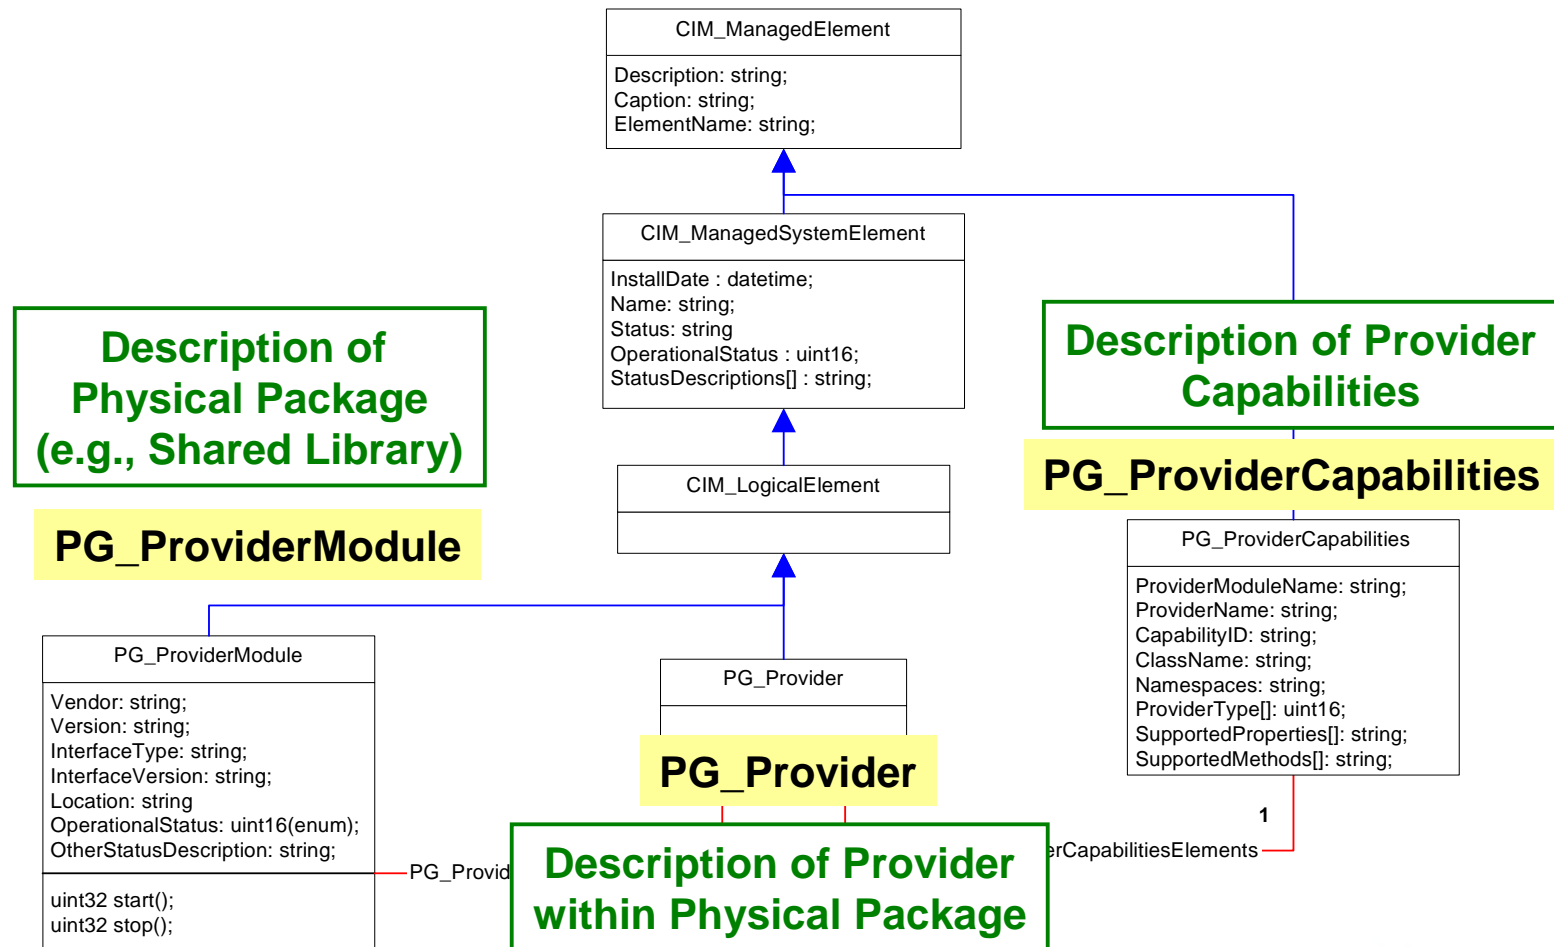 CIM_ManagedElement
Description: string;
Caption: string;
ElementName: string;
CIM_ManagedSystemElement
InstallDate : datetime;
Name: string;
Status: string
OperationalStatus : uint16;
StatusDescriptions[] : string;
Description of
Physical Package
(e.g., Shared Library)
Description of Provider
Capabilities
CIM_LogicalElement
PG_ProviderCapabilities
PG_ProviderModule
PG_ProviderCapabilities
ProviderModuleName: string;
ProviderName: string;
CapabilityID: string;
ClassName: string;
Namespaces: string;
ProviderType[]: uint16;
SupportedProperties[]: string;
SupportedMethods[]: string;
PG_ProviderModule
Vendor: string;
Version: string;
InterfaceType: string;
InterfaceVersion: string;
Location: string
OperationalStatus: uint16(enum);
OtherStatusDescription: string;
uint32 start();
uint32 stop();
PG_Provider
PG_Provider
1
PG_Provid
erCapabilitiesElements
Description of Provider
within Physical Package